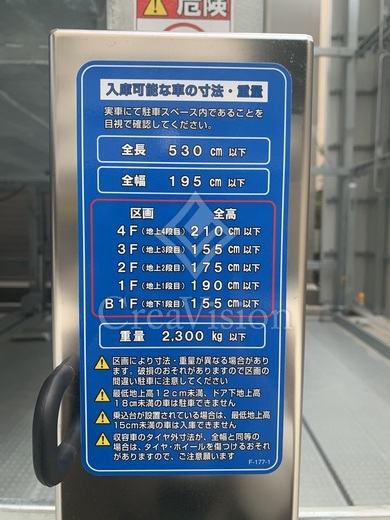 危険
入庫可能な車の寸法・重量
実車にて駐車スペース内であることを
目視で確認してください。
全長 530 cm 以下
全幅 195 cm 以下
区画 全高
4F(地上4段目) 210 cm以下
3F(地上3段目) 155 cm以下
2F(地上2段目) 175 cm以下
1F(地上1段目) 190 cm以下
B1F(地下1段目) 155 cm以下
CreaVision
重量 2,300 kg 以下
区画により寸法・重量が異なる場合があり
ます。破損のおそれがありますので区画の
間違い駐車に注意してください
最低地上高12cm未満、ドア下地上高
18cm未満の車は駐車できません
乗込台が設置されている場合は、最低地上高
15cm未満の車は入庫できません
収容車のタイヤ外寸法が、全幅と同等の
場合は、タイヤ・ホイールを傷つけるおそれ
がありますので、ご注意願います
F-177-1